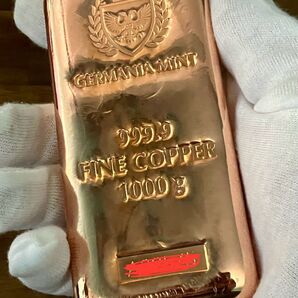 GERMANIA MINT
999.9
FINE COPPER
1000 g